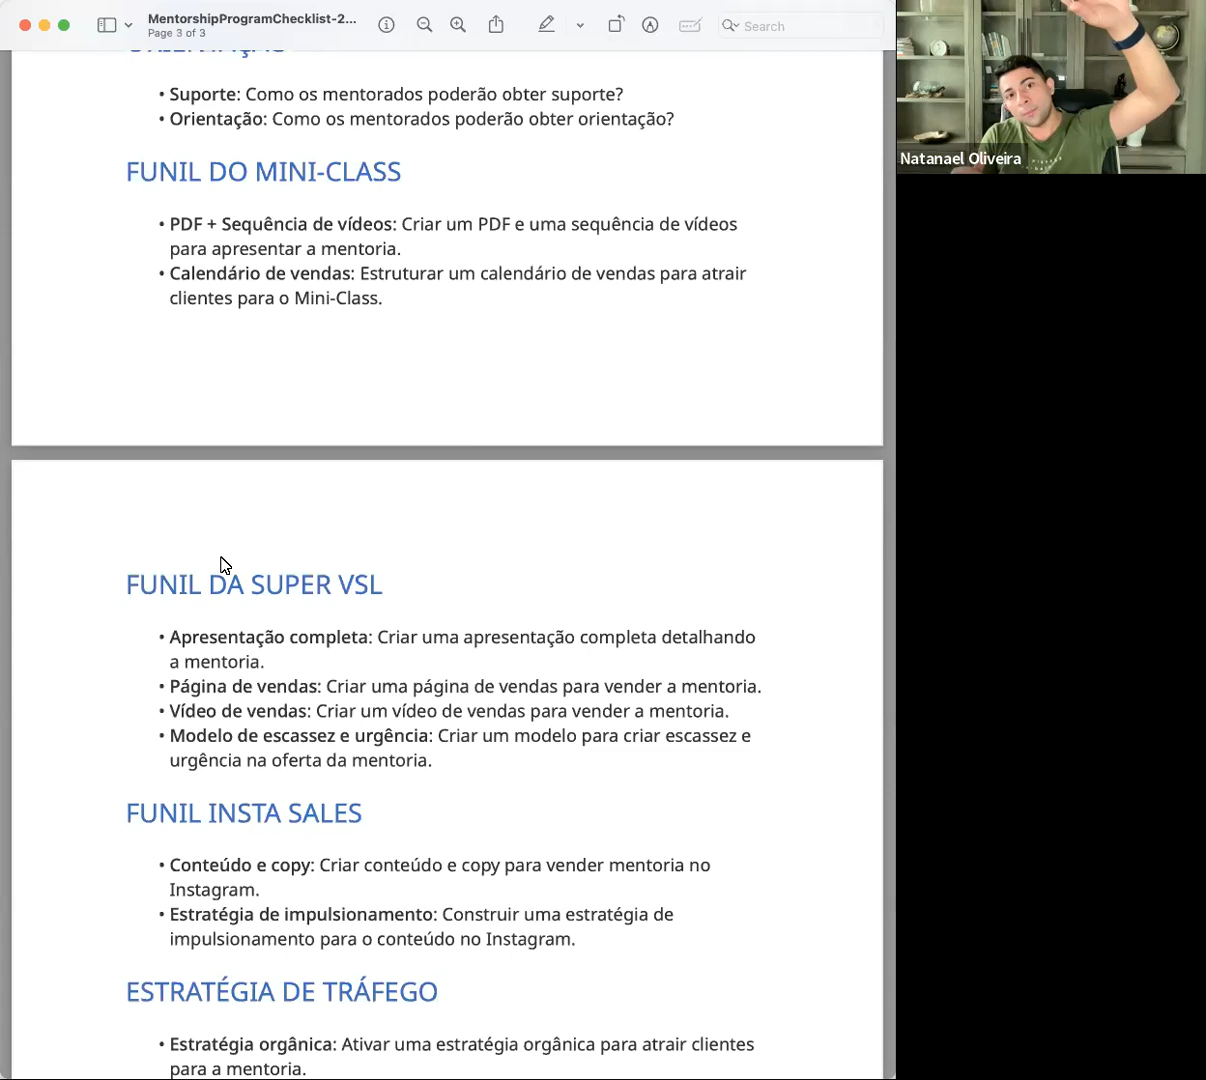 MentorshipProgramChecklist-2...
Page 3 of 3
Search
• Suporte: Como os mentorados poderão obter suporte?
• Orientação: Como os mentorados poderão obter orientação?
FUNIL DO MINI-CLASS
• PDF + Sequência de vídeos: Criar um PDF e uma sequência de vídeos
para apresentar a mentoria.
• Calendário de vendas: Estruturar um calendário de vendas para atrair
clientes para o Mini-Class.
FUNIL DA SUPER VSL
• Apresentação completa: Criar uma apresentação completa detalhando
a mentoria.
• Página de vendas: Criar uma página de vendas para vender a mentoria.
• Vídeo de vendas: Criar um vídeo de vendas para vender a mentoria.
• Modelo de escassez e urgência: Criar um modelo para criar escassez e
urgência na oferta da mentoria.
FUNIL INSTA SALES
• Conteúdo e copy: Criar conteúdo e copy para vender mentoria no
Instagram.
• Estratégia de impulsionamento: Construir uma estratégia de
impulsionamento para o conteúdo no Instagram.
ESTRATÉGIA DE TRÁFEGO
• Estratégia orgânica: Ativar uma estratégia orgânica para atrair clientes
para a mentoria.
Natanael Oliveira